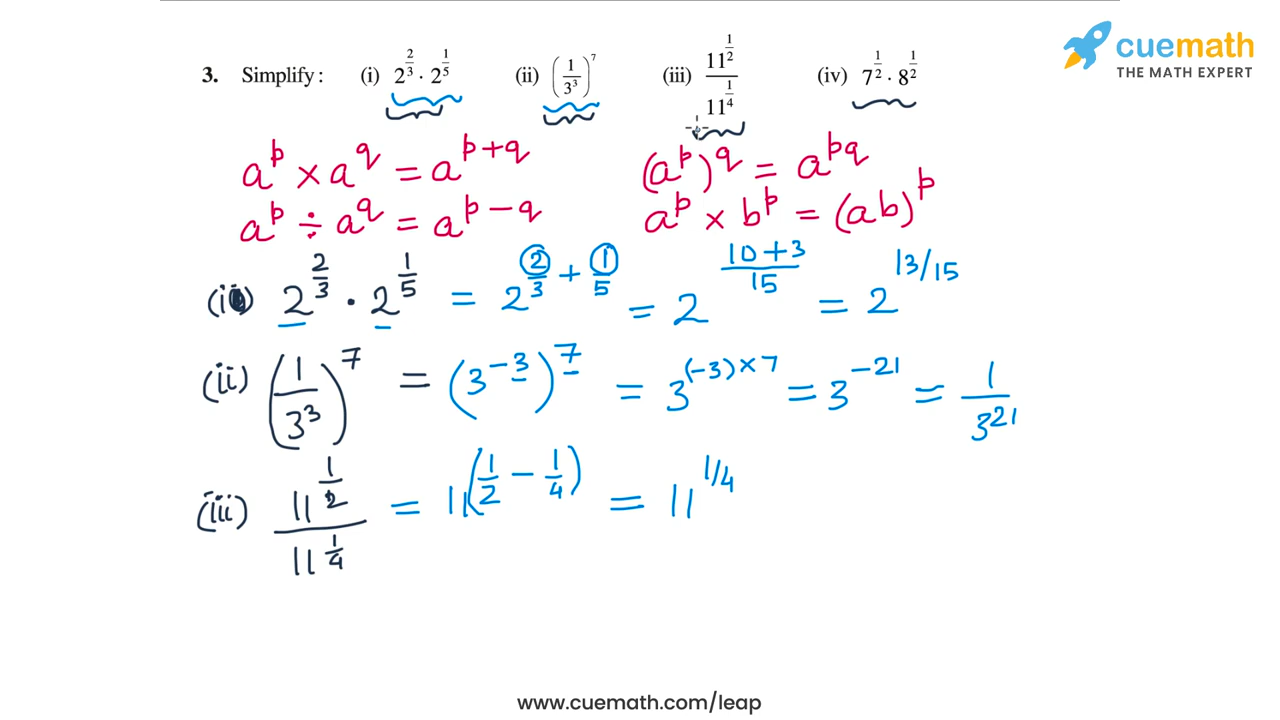 cuemath
THE MATH EXPERT
3. Simplify : (i) 2^(2/3) · 2^(1/5) (ii) (1/3^3)^7 (iii) 11^(1/2) / 11^(1/4) (iv) 7^(1/2) · 8^(1/2)
a^p × a^q = a^(p+q) (a^p)^q = a^(pq)
a^p ÷ a^q = a^(p−q) a^p × b^p = (ab)^p
(i) 2^(2/3) · 2^(1/5) = 2^(2/3 + 1/5) = 2^((10+3)/15) = 2^(13/15)
(ii) (1/3^3)^7 = (3^−3)^7 = 3^((−3)×7) = 3^(−21) = 1/3^21
(iii) 11^(1/2) / 11^(1/4) = 11^(1/2 − 1/4) = 11^(1/4)
www.cuemath.com/leap